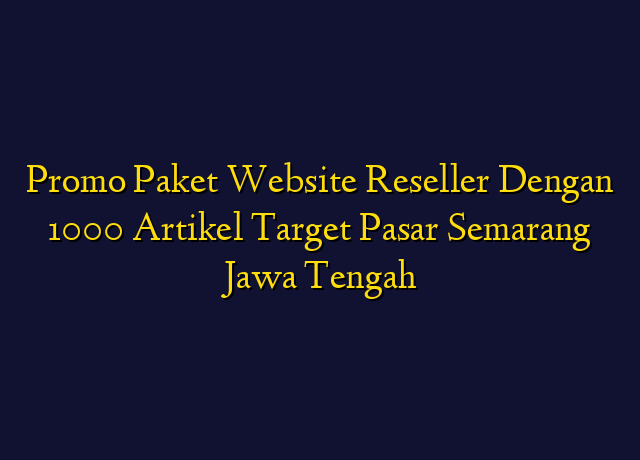 Promo Paket Website Reseller Dengan
1000 Artikel Target Pasar Semarang
Jawa Tengah